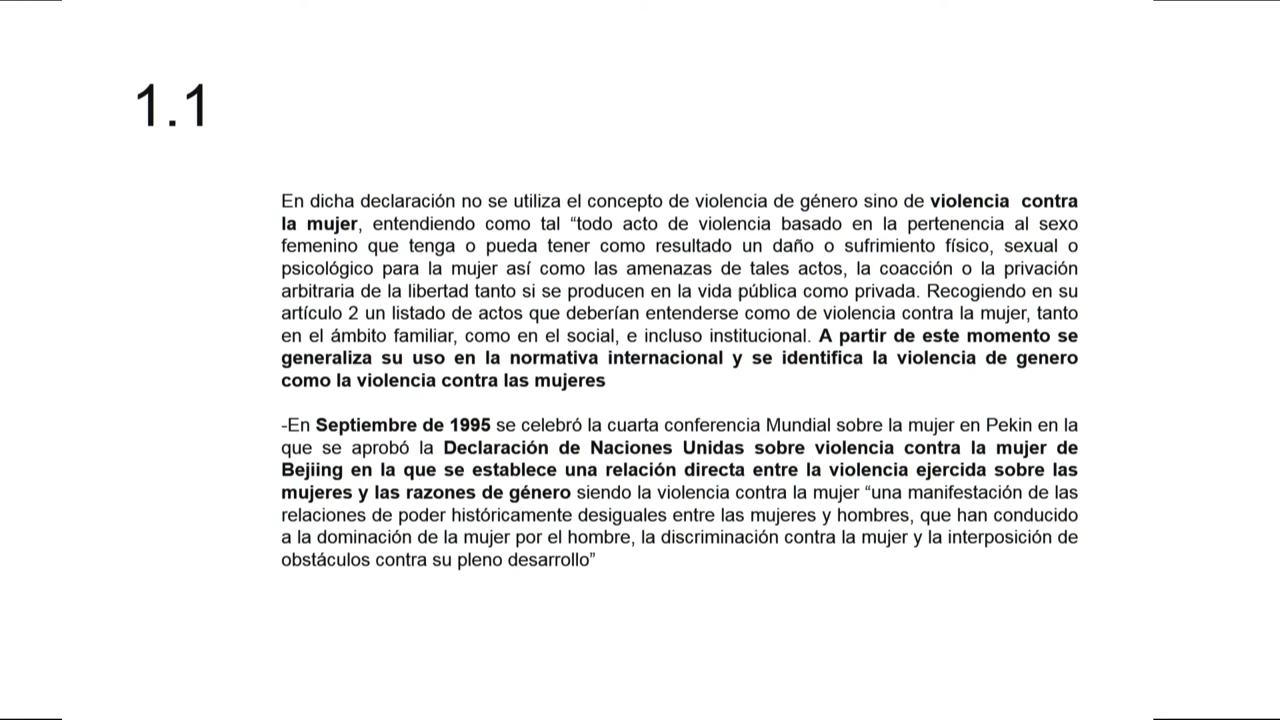 1.1
En dicha declaración no se utiliza el concepto de violencia de género sino de violencia contra
la mujer, entendiendo como tal “todo acto de violencia basado en la pertenencia al sexo
femenino que tenga o pueda tener como resultado un daño o sufrimiento físico, sexual o
psicológico para la mujer así como las amenazas de tales actos, la coacción o la privación
arbitraria de la libertad tanto si se producen en la vida pública como privada. Recogiendo en su
artículo 2 un listado de actos que deberían entenderse como de violencia contra la mujer, tanto
en el ámbito familiar, como en el social, e incluso institucional. A partir de este momento se
generaliza su uso en la normativa internacional y se identifica la violencia de genero
como la violencia contra las mujeres
-En Septiembre de 1995 se celebró la cuarta conferencia Mundial sobre la mujer en Pekin en la
que se aprobó la Declaración de Naciones Unidas sobre violencia contra la mujer de
Bejiing en la que se establece una relación directa entre la violencia ejercida sobre las
mujeres y las razones de género siendo la violencia contra la mujer “una manifestación de las
relaciones de poder históricamente desiguales entre las mujeres y hombres, que han conducido
a la dominación de la mujer por el hombre, la discriminación contra la mujer y la interposición de
obstáculos contra su pleno desarrollo”